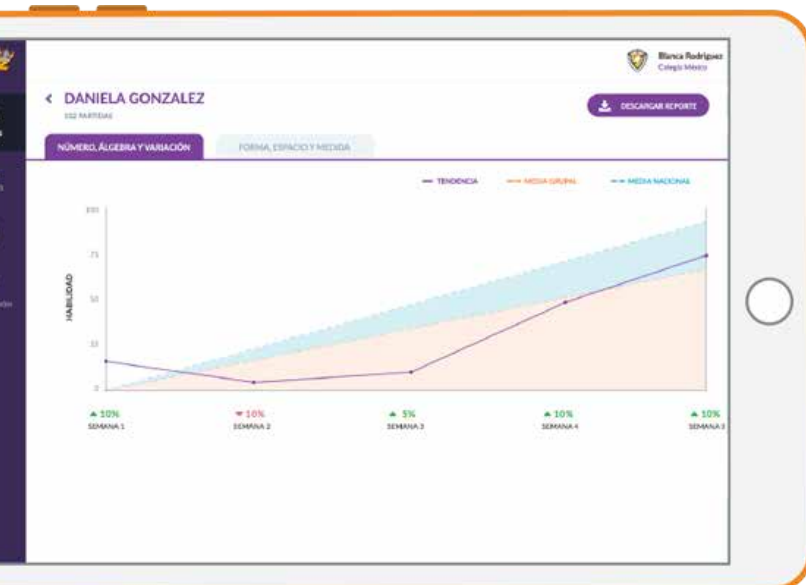 Blanca Rodriguez
Colegio México
DANIELA GONZALEZ
PARTIDAS
DESCARGAR REPORTE
NÚMERO, ÁLGEBRA Y VARIACIÓN
FORMA, ESPACIO Y MEDIDA
TENDENCIA
MEDIA GRUPAL
MEDIA NACIONAL
100
75
50
HABILIDAD
0
10%
10%
5%
10%
10%
SEMANA 1
SEMANA 2
SEMANA 3
SEMANA 4
SEMANA 5